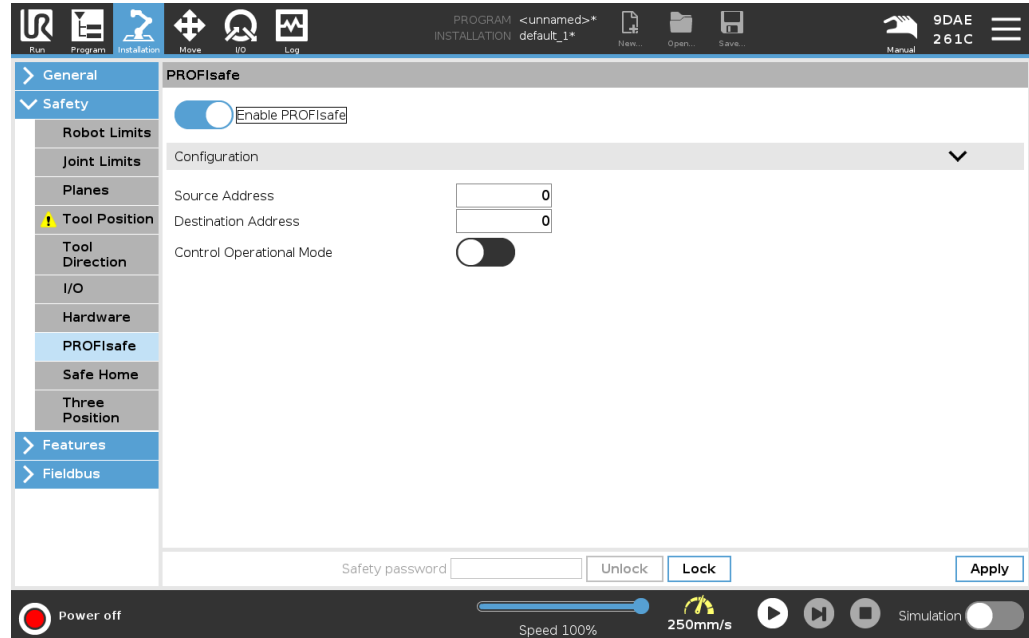 PROGRAM <unnamed>*
INSTALLATION default_1*
9DAE
261C
Run
Program
Installation
Move
I/O
Log
New...
Open...
Save...
Manual
General
Safety
Robot Limits
Joint Limits
Planes
Tool Position
Tool
Direction
I/O
Hardware
PROFIsafe
Safe Home
Three
Position
Features
Fieldbus
PROFIsafe
Enable PROFIsafe
Configuration
Source Address 0
Destination Address 0
Control Operational Mode
Safety password Unlock Lock Apply
Power off
Speed 100%
250mm/s
Simulation